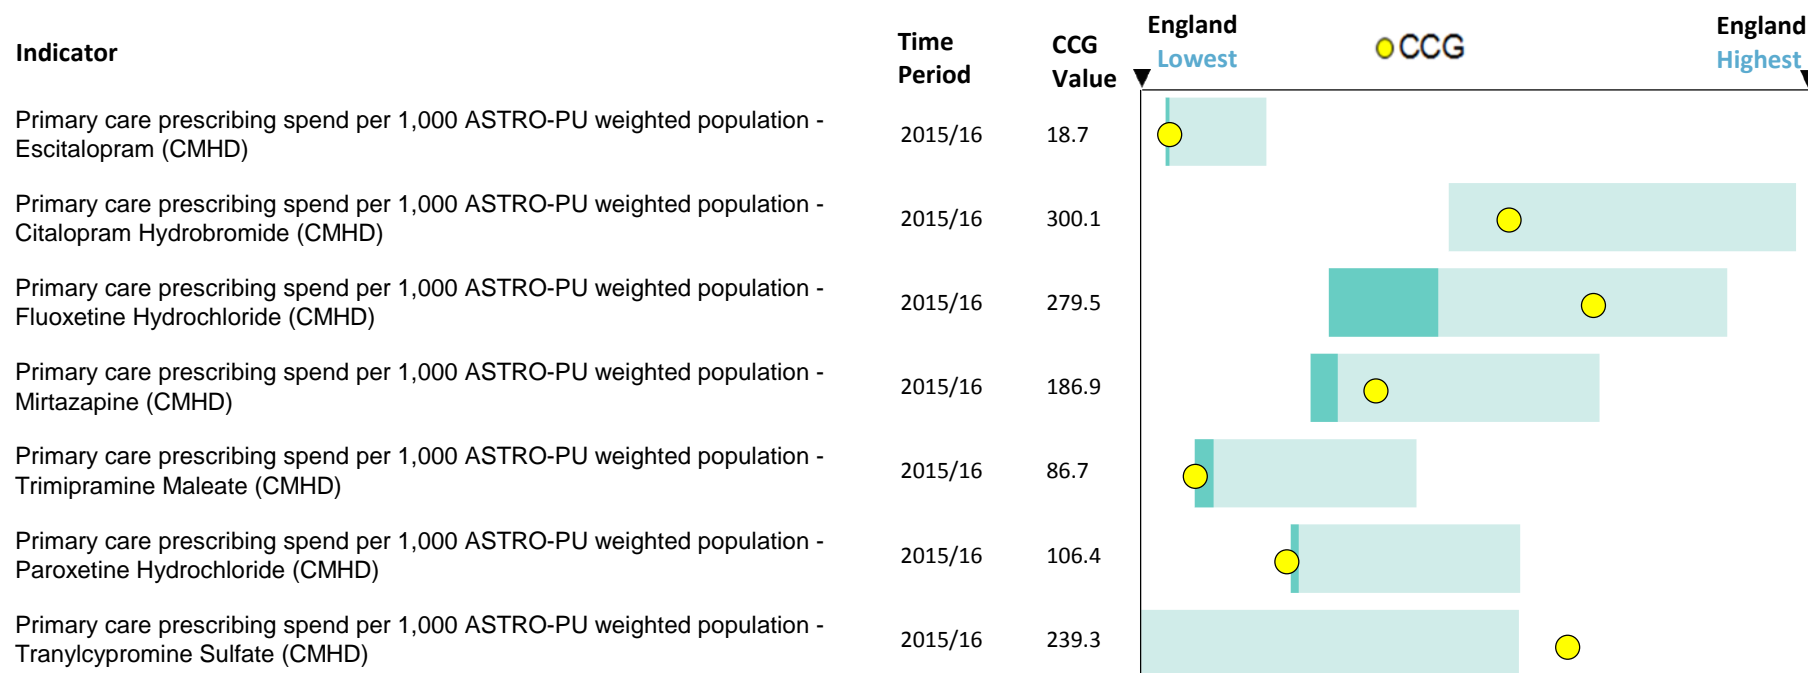 Indicator
Time Period
CCG Value
England Lowest
CCG
England Highest
Primary care prescribing spend per 1,000 ASTRO-PU weighted population -
Escitalopram (CMHD)
2015/16
18.7
Primary care prescribing spend per 1,000 ASTRO-PU weighted population -
Citalopram Hydrobromide (CMHD)
2015/16
300.1
Primary care prescribing spend per 1,000 ASTRO-PU weighted population -
Fluoxetine Hydrochloride (CMHD)
2015/16
279.5
Primary care prescribing spend per 1,000 ASTRO-PU weighted population -
Mirtazapine (CMHD)
2015/16
186.9
Primary care prescribing spend per 1,000 ASTRO-PU weighted population -
Trimipramine Maleate (CMHD)
2015/16
86.7
Primary care prescribing spend per 1,000 ASTRO-PU weighted population -
Paroxetine Hydrochloride (CMHD)
2015/16
106.4
Primary care prescribing spend per 1,000 ASTRO-PU weighted population -
Tranylcypromine Sulfate (CMHD)
2015/16
239.3